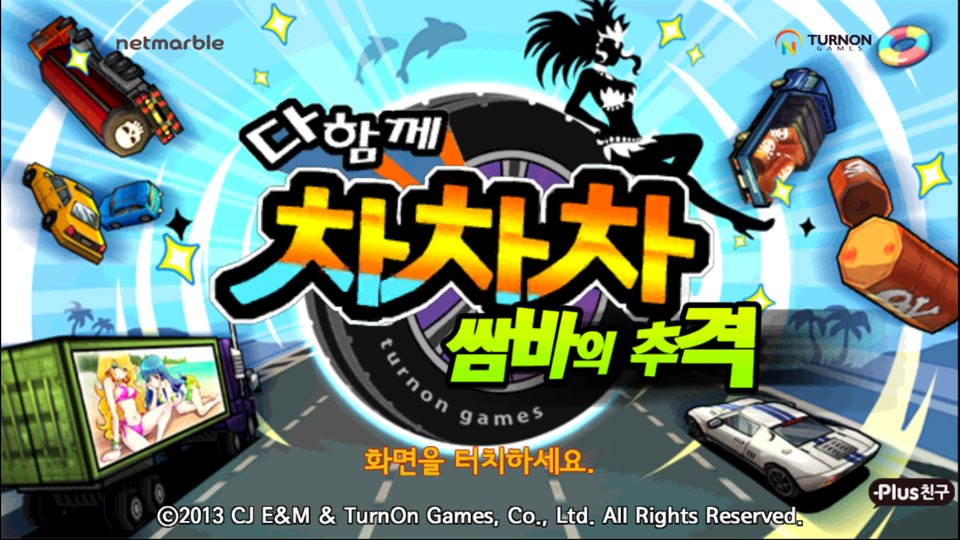 netmarble
TURNON
GAMES
다함께
차차차
쌈바의 추격
turnon games
화면을 터치하세요.
Plus친구
©2013 CJ E&M & TurnOn Games, Co., Ltd. All Rights Reserved.